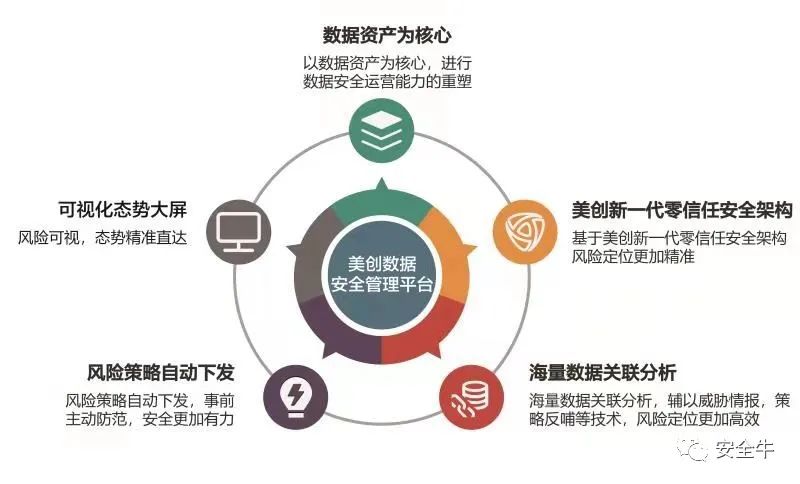 数据资产为核心
以数据资产为核心，进行
数据安全运营能力的重塑
可视化态势大屏
风险可视，态势精准直达
美创新一代零信任安全架构
基于美创新一代零信任安全架构
风险定位更加精准
美创数据
安全管理平台
风险策略自动下发
风险策略自动下发，事前
主动防范，安全更加有力
海量数据关联分析
海量数据关联分析，辅以威胁情报，策
略反哺等技术，风险定位更加高效
安全牛